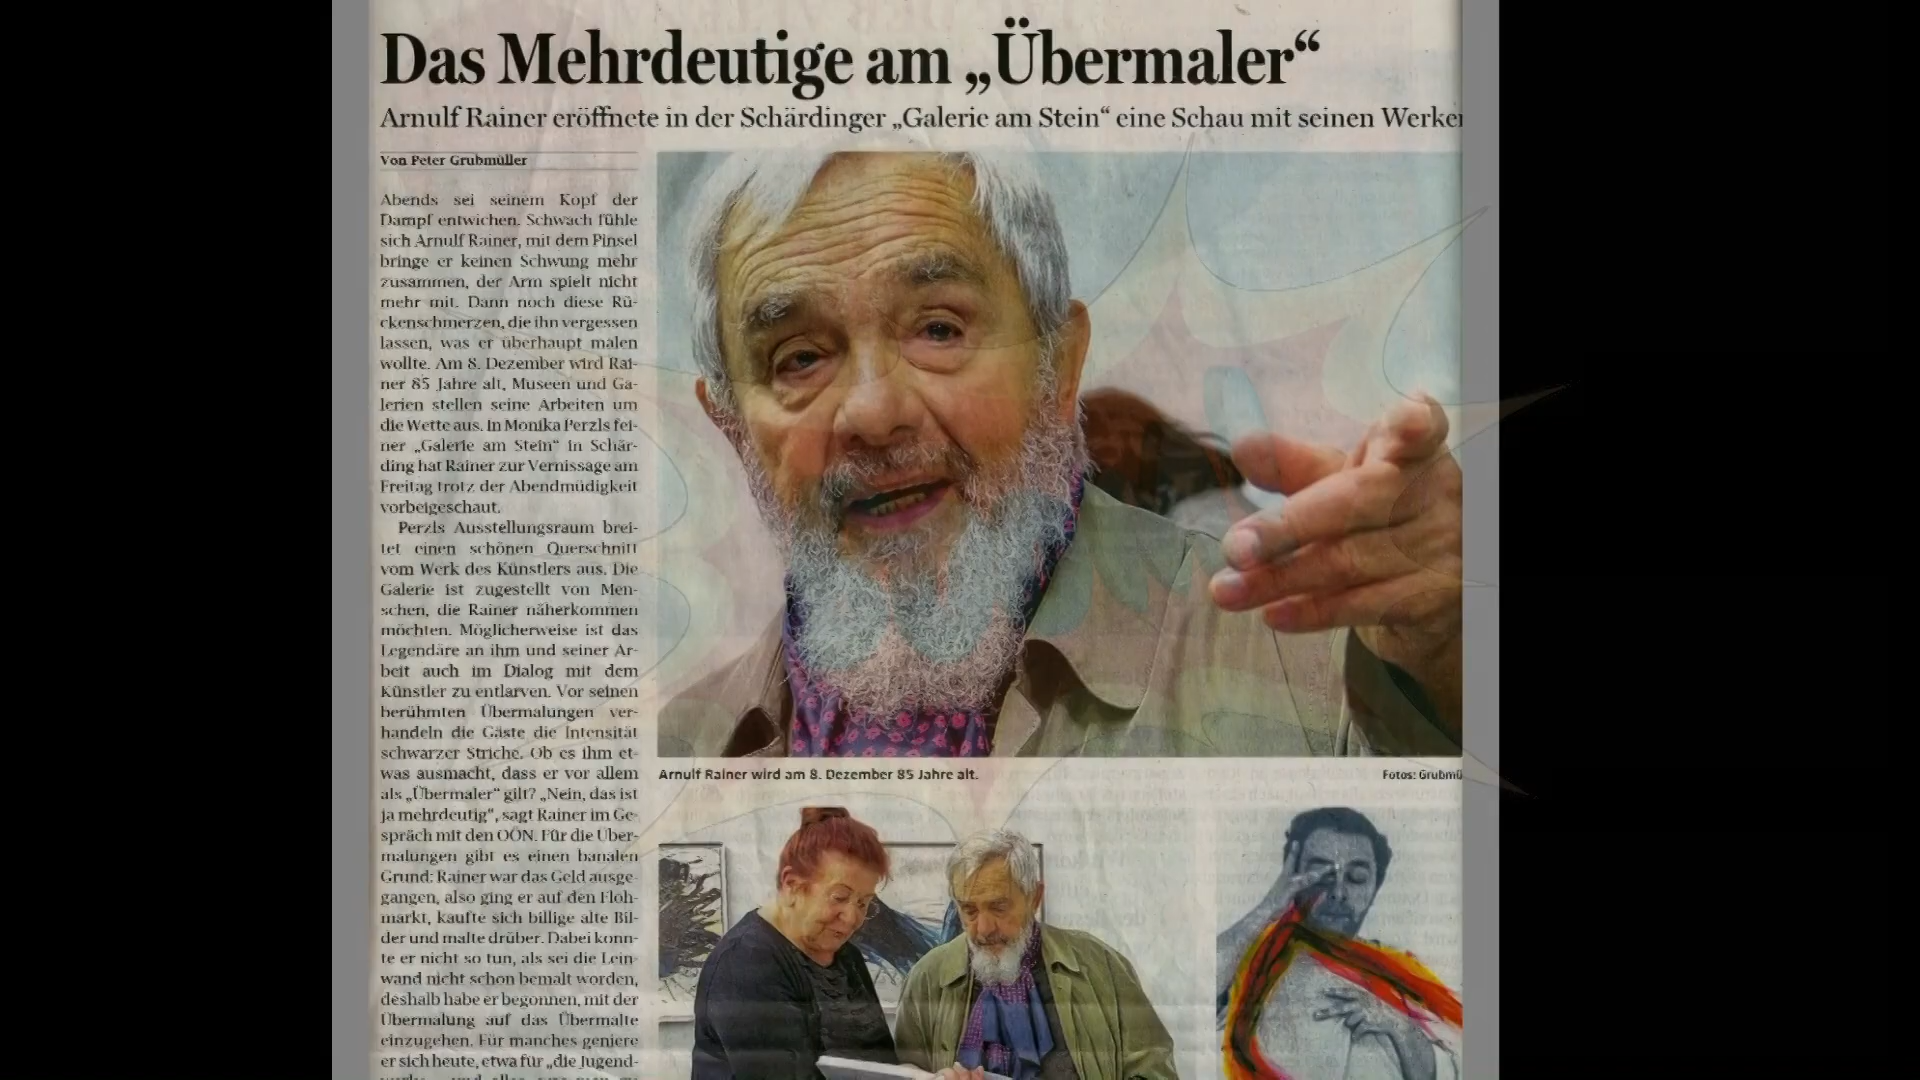 Das Mehrdeutige am „Übermaler“
Arnulf Rainer eröffnete in der Schärdinger „Galerie am Stein“ eine Schau mit seinen Werken
Von Peter Grubmüller
Abends sei seinem Kopf der
Dampf entwichen. Schwach fühle
sich Arnulf Rainer, mit dem Pinsel
bringe er keinen Schwung mehr
zusammen, der Arm spielt nicht
mehr mit. Dann noch diese Rü-
ckenschmerzen, die ihn vergessen
lassen, was er überhaupt malen
wollte. Am 8. Dezember wird Rai-
ner 85 Jahre alt, Museen und Ga-
lerien stellen seine Arbeiten um
die Wette aus. In Monika Perzls fei-
ner „Galerie am Stein“ in Schär-
ding hat Rainer zur Vernissage am
Freitag trotz der Abendmüdigkeit
vorbeigeschaut.
Perzls Ausstellungsraum brei-
tet einen schönen Querschnitt
vom Werk des Künstlers aus. Die
Galerie ist zugestellt von Men-
schen, die Rainer näherkommen
möchten. Möglicherweise ist das
Legendäre an ihm und seiner Ar-
beit auch im Dialog mit dem
Künstler zu entlarven. Vor seinen
berühmten Übermalungen ver-
handeln die Gäste die Intensität
schwarzer Striche. Ob es ihm et-
was ausmacht, dass er vor allem
als „Übermaler“ gilt? „Nein, das ist
ja mehrdeutig“, sagt Rainer im Ge-
spräch mit den OÖN. Für die Über-
malungen gibt es einen banalen
Grund: Rainer war das Geld ausge-
gangen, also ging er auf den Floh-
markt, kaufte sich billige alte Bil-
der und malte drüber. Dabei konn-
te er nicht so tun, als sei die Lein-
wand nicht schon bemalt worden,
deshalb habe er begonnen, mit der
Übermalung auf das Übermalte
einzugehen. Für manches geniere
er sich heute, etwa für „die Jugend-
Arnulf Rainer wird am 8. Dezember 85 Jahre alt.
Fotos: Grubmü